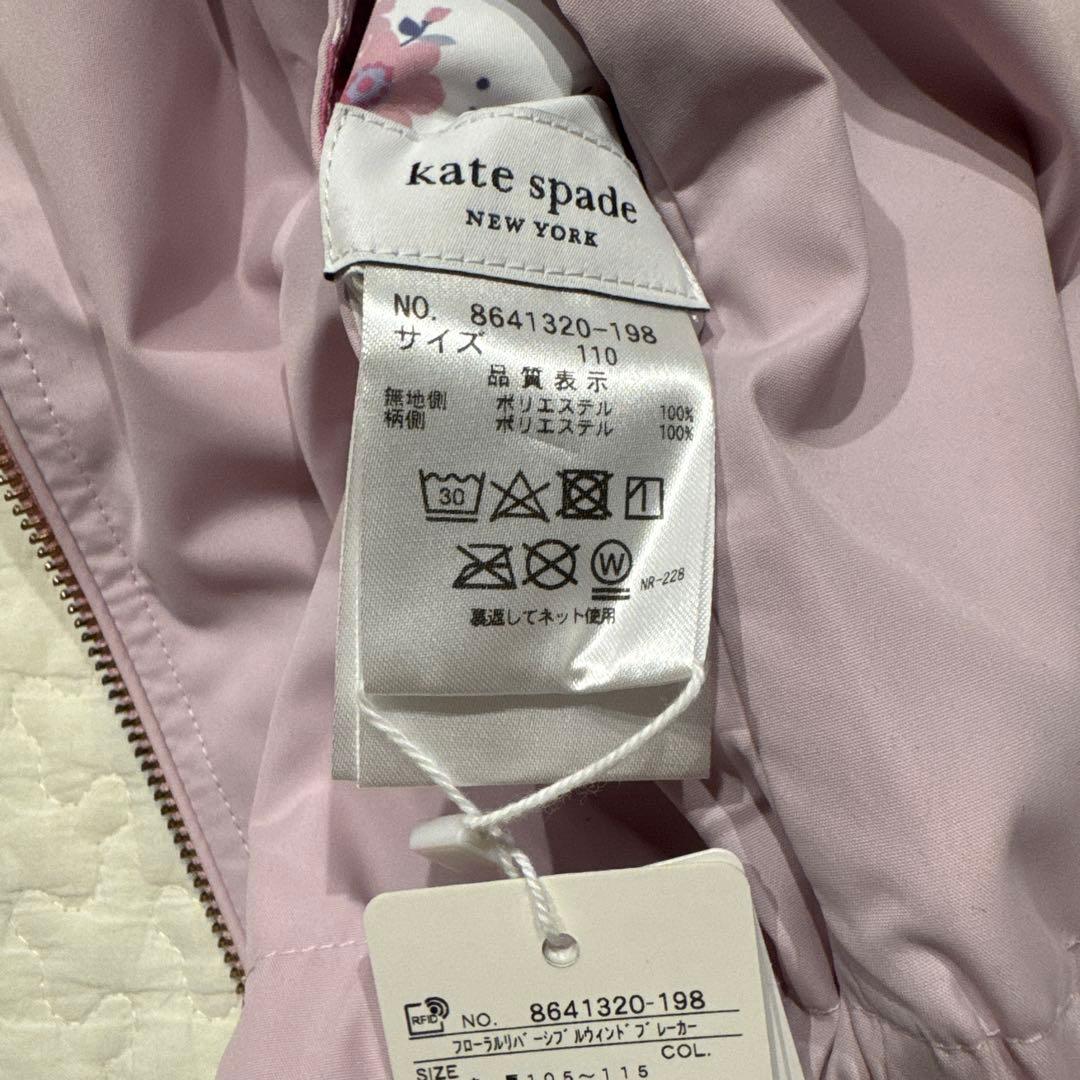 kate spade
NEW YORK
NO. 8641320-198
サイズ 110
品質表示
無地側 ポリエステル 100%
柄側 ポリエステル 100%
30
W
NR-228
裏返してネット使用
RFID NO. 8641320-198
フローラルリバーシブルウィンドブレーカー
SIZE COL.
105~115